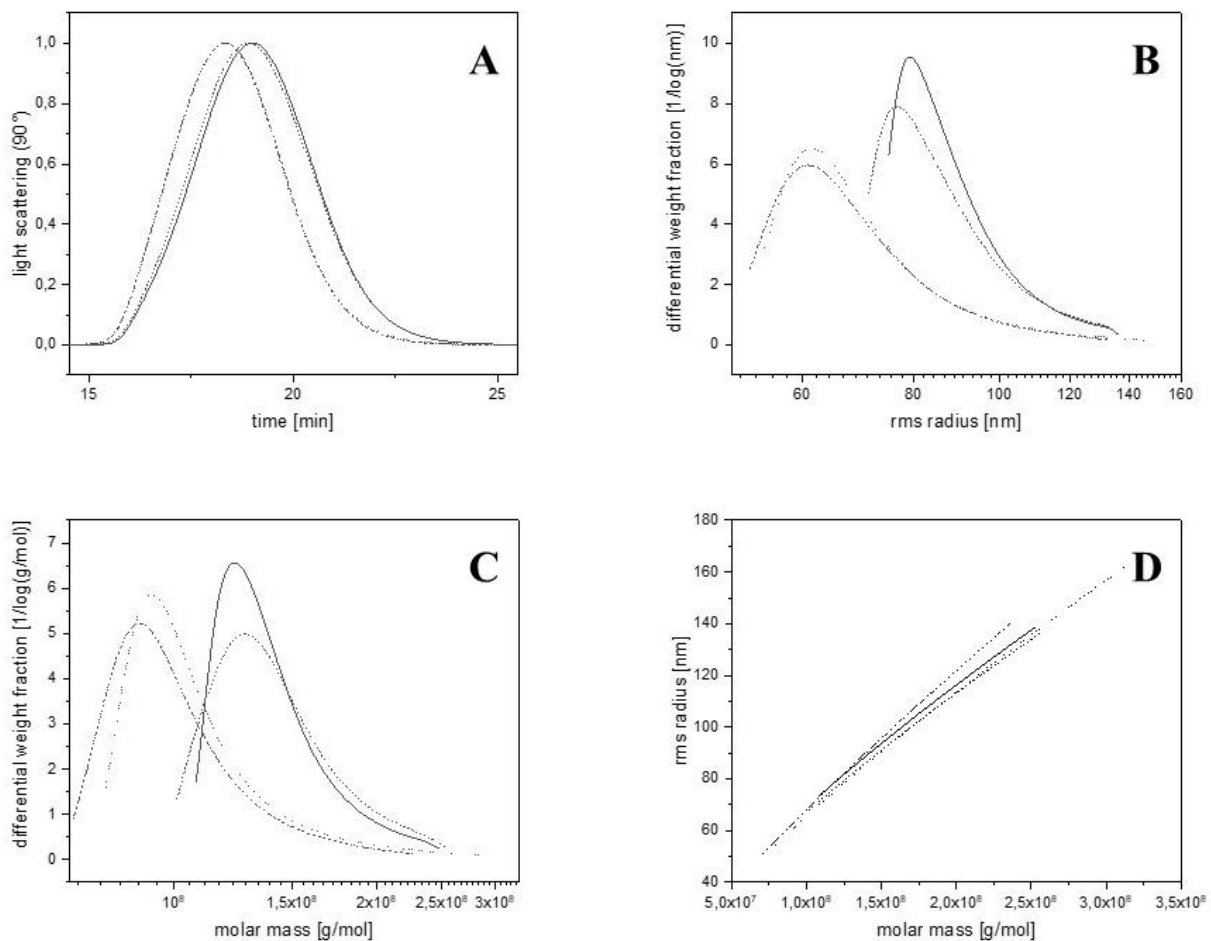 A
light scattering (90°)
1,0
0,8
0,6
0,4
0,2
0,0
15 20 25
time [min]
B
differential weight fraction [1/log(nm)]
10
8
6
4
2
0
60 80 100 120 140 160
rms radius [nm]
C
differential weight fraction [1/log(g/mol)]
7
6
5
4
3
2
1
0
10⁸ 1,5x10⁸ 2x10⁸ 2,5x10⁸ 3x10⁸
molar mass [g/mol]
D
rms radius [nm]
180
160
140
120
100
80
60
40
5,0x10⁷ 1,0x10⁸ 1,5x10⁸ 2,0x10⁸ 2,5x10⁸ 3,0x10⁸ 3,5x10⁸
molar mass [g/mol]